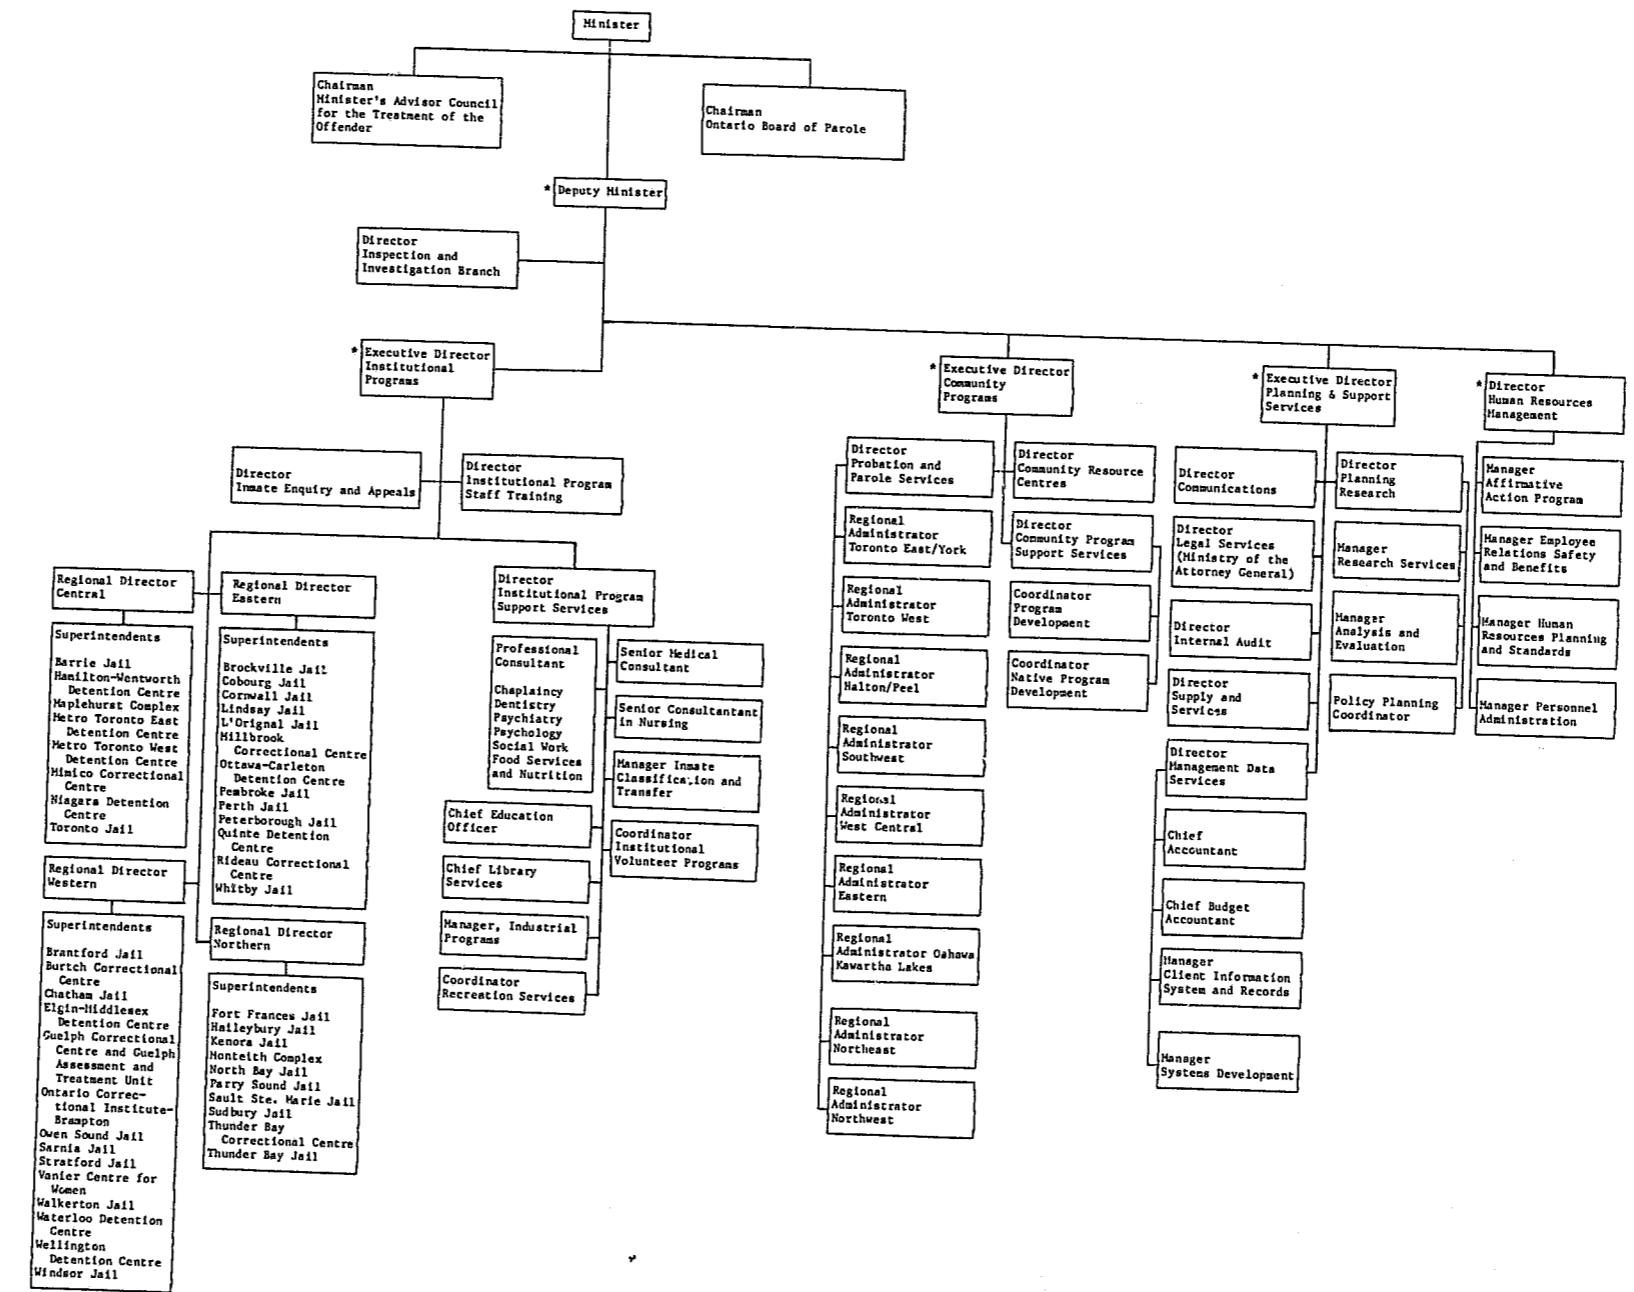 Minister
Chairman
Minister's Advisor Council
for the Treatment of the
Offender
Chairman
Ontario Board of Parole
* Deputy Minister
Director
Inspection and
Investigation Branch
* Executive Director
Institutional
Programs
* Executive Director
Community
Programs
* Executive Director
Planning & Support
Services
* Director
Human Resources
Management
Director
Inmate Enquiry and Appeals
Director
Institutional Program
Staff Training
Regional Director
Central
Superintendents
Barrie Jail
Hamilton-Wentworth
Detention Centre
Maplehurst Complex
Metro Toronto East
Detention Centre
Metro Toronto West
Detention Centre
Mimico Correctional
Centre
Niagara Detention
Centre
Toronto Jail
Regional Director
Western
Superintendents
Brantford Jail
Burtch Correctional
Centre
Chatham Jail
Elgin-Middlesex
Detention Centre
Guelph Correctional
Centre and Guelph
Assessment and
Treatment Unit
Ontario Correc-
tional Institute-
Brampton
Owen Sound Jail
Sarnia Jail
Stratford Jail
Vanier Centre for
Women
Walkerton Jail
Waterloo Detention
Centre
Wellington
Detention Centre
Windsor Jail
Regional Director
Eastern
Superintendents
Brockville Jail
Cobourg Jail
Cornwall Jail
Lindsay Jail
L'Orignal Jail
Millbrook
Correctional Centre
Ottawa-Carleton
Detention Centre
Pembroke Jail
Perth Jail
Peterborough Jail
Quinte Detention
Centre
Rideau Correctional
Centre
Whitby Jail
Regional Director
Northern
Superintendents
Fort Frances Jail
Haileybury Jail
Kenora Jail
Monteith Complex
North Bay Jail
Parry Sound Jail
Sault Ste. Marie Jail
Sudbury Jail
Thunder Bay
Correctional Centre
Thunder Bay Jail
Director
Institutional Program
Support Services
Professional
Consultant
Chaplaincy
Dentistry
Psychiatry
Psychology
Social Work
Food Services
and Nutrition
Chief Education
Officer
Chief Library
Services
Manager, Industrial
Programs
Coordinator
Recreation Services
Senior Medical
Consultant
Senior Consultantant
in Nursing
Manager Inmate
Classification and
Transfer
Coordinator
Institutional
Volunteer Programs
Director
Probation and
Parole Services
Regional
Administrator
Toronto East/York
Regional
Administrator
Toronto West
Regional
Administrator
Halton/Peel
Regional
Administrator
Southwest
Regional
Administrator
West Central
Regional
Administrator
Eastern
Regional
Administrator Oshawa
Kawartha Lakes
Regional
Administrator
Northeast
Regional
Administrator
Northwest
Director
Community Resource
Centres
Director
Community Program
Support Services
Coordinator
Program
Development
Coordinator
Native Program
Development
Director
Communications
Director
Legal Services
(Ministry of the
Attorney General)
Director
Internal Audit
Director
Supply and
Services
Director
Management Data
Services
Chief
Accountant
Chief Budget
Accountant
Manager
Client Information
System and Records
Manager
Systems Development
Director
Planning
Research
Manager
Research Services
Manager
Analysis and
Evaluation
Policy Planning
Coordinator
Manager
Affirmative
Action Program
Manager Employee
Relations Safety
and Benefits
Manager Human
Resources Planning
and Standards
Manager Personnel
Administration